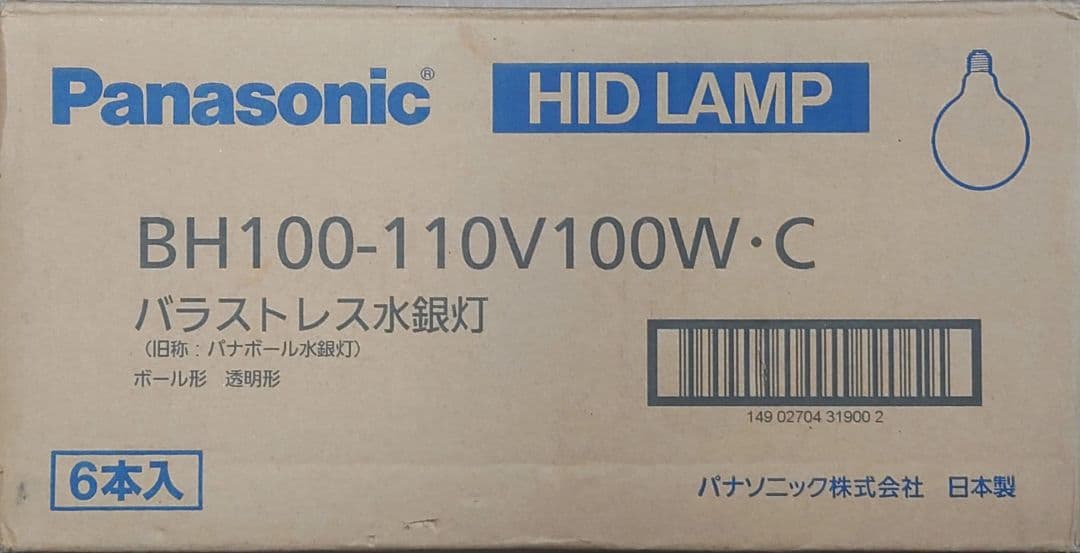 Panasonic®
HID LAMP
BH100-110V100W・C
バラストレス水銀灯
(旧称：パナボール水銀灯)
ボール形　透明形
149 02704 31900 2
6本入
パナソニック株式会社　日本製